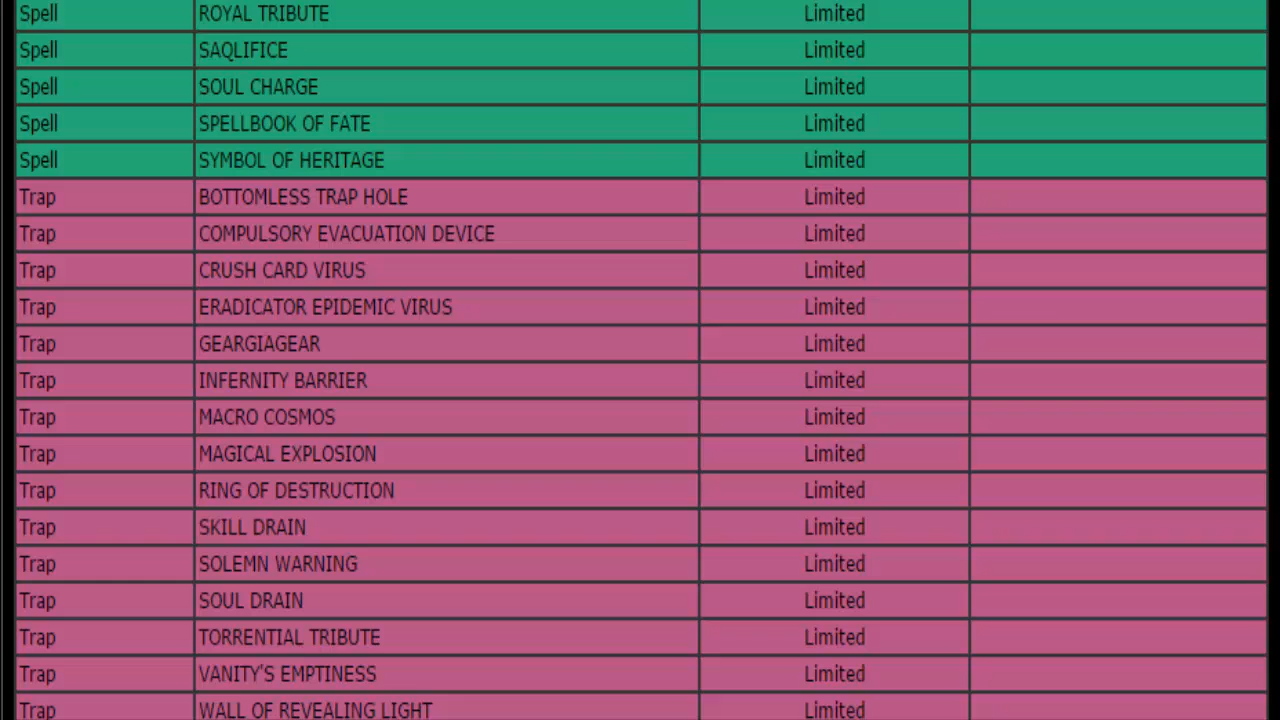 Spell ROYAL TRIBUTE Limited
Spell SAQLIFICE Limited
Spell SOUL CHARGE Limited
Spell SPELLBOOK OF FATE Limited
Spell SYMBOL OF HERITAGE Limited
Trap BOTTOMLESS TRAP HOLE Limited
Trap COMPULSORY EVACUATION DEVICE Limited
Trap CRUSH CARD VIRUS Limited
Trap ERADICATOR EPIDEMIC VIRUS Limited
Trap GEARGIAGEAR Limited
Trap INFERNITY BARRIER Limited
Trap MACRO COSMOS Limited
Trap MAGICAL EXPLOSION Limited
Trap RING OF DESTRUCTION Limited
Trap SKILL DRAIN Limited
Trap SOLEMN WARNING Limited
Trap SOUL DRAIN Limited
Trap TORRENTIAL TRIBUTE Limited
Trap VANITY'S EMPTINESS Limited
Trap WALL OF REVEALING LIGHT Limited